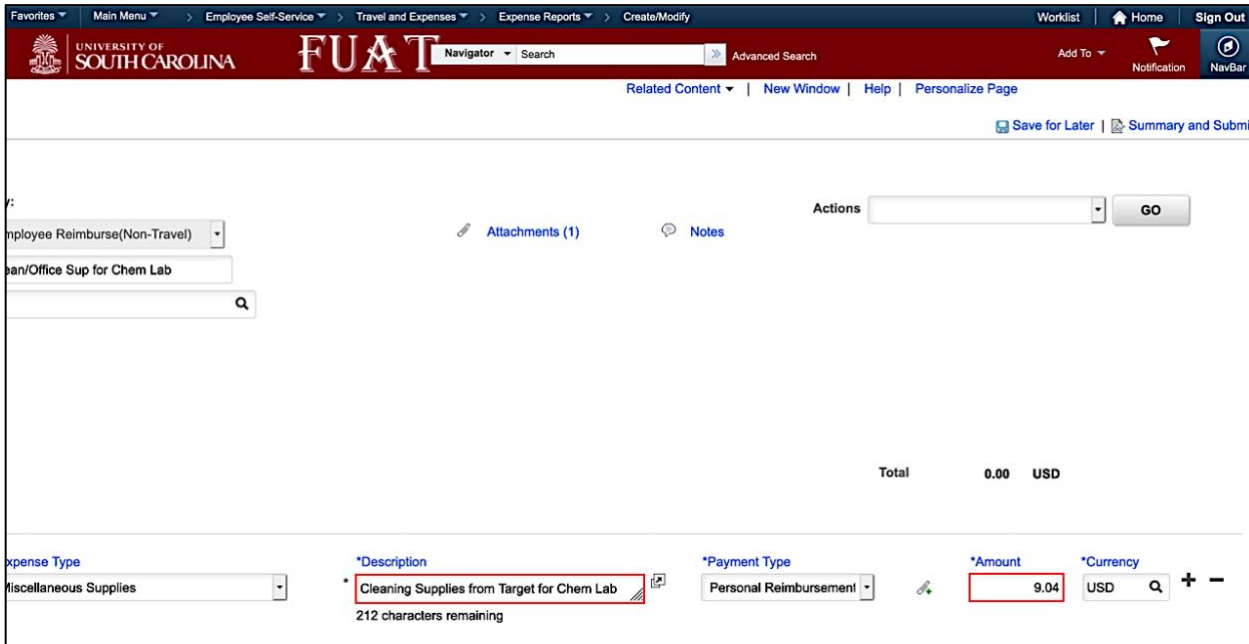 Favorites Main Menu > Employee Self-Service > Travel and Expenses > Expense Reports > Create/Modify Worklist Home Sign Out
UNIVERSITY OF
SOUTH CAROLINA
FUAT
Navigator Search >> Advanced Search
Add To
Notification
NavBar
Related Content | New Window | Help | Personalize Page
Save for Later | Summary and Submi
y:
Actions GO
mployee Reimburse(Non-Travel) Attachments (1) Notes
ean/Office Sup for Chem Lab
Total 0.00 USD
xpense Type *Description *Payment Type *Amount *Currency
Miscellaneous Supplies * Cleaning Supplies from Target for Chem Lab Personal Reimbursement 9.04 USD + −
212 characters remaining